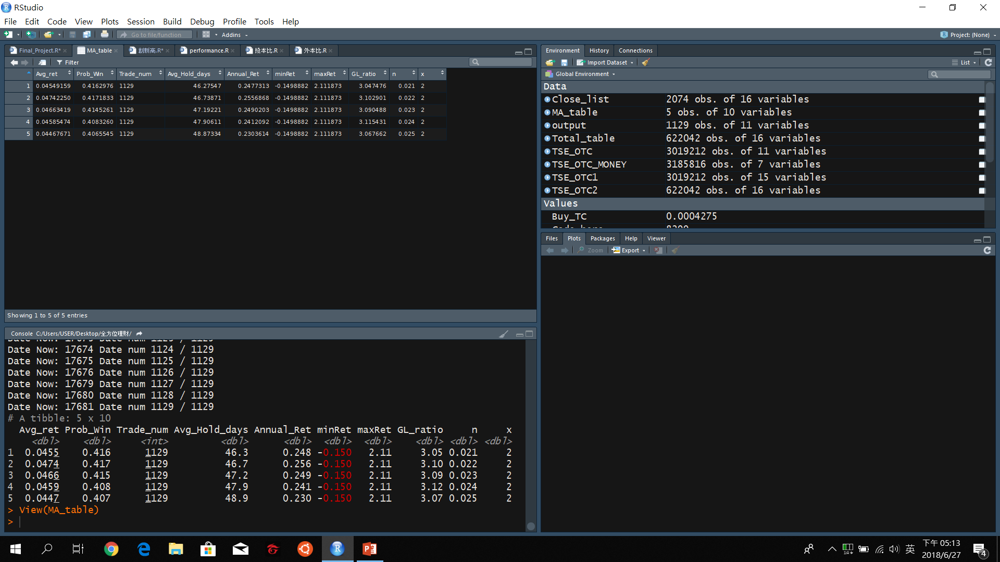 RStudio
File Edit Code View Plots Session Build Debug Profile Tools Help
Go to file/function Addins Project: (None)
Final_Project.R* MA_table 創新高.R* performance.R 投本比.R 外本比.R
Filter
Avg_ret Prob_Win Trade_num Avg_Hold_days Annual_Ret minRet maxRet GL_ratio n x
1 0.04549159 0.4162976 1129 46.27547 0.2477313 -0.1498882 2.111873 3.047476 0.021 2
2 0.04742250 0.4171833 1129 46.73871 0.2556868 -0.1498882 2.111873 3.102901 0.022 2
3 0.04663419 0.4145261 1129 47.19221 0.2490203 -0.1498882 2.111873 3.090488 0.023 2
4 0.04585474 0.4083260 1129 47.90611 0.2412092 -0.1498882 2.111873 3.115431 0.024 2
5 0.04467671 0.4065545 1129 48.87334 0.2303614 -0.1498882 2.111873 3.067662 0.025 2
Showing 1 to 5 of 5 entries
Console C:/Users/USER/Desktop/全方位理財/
Date Now: 17674 Date num 1124 / 1129
Date Now: 17675 Date num 1125 / 1129
Date Now: 17676 Date num 1126 / 1129
Date Now: 17679 Date num 1127 / 1129
Date Now: 17680 Date num 1128 / 1129
Date Now: 17681 Date num 1129 / 1129
# A tibble: 5 x 10
Avg_ret Prob_Win Trade_num Avg_Hold_days Annual_Ret minRet maxRet GL_ratio n x
<dbl> <dbl> <int> <dbl> <dbl> <dbl> <dbl> <dbl> <dbl> <dbl>
1 0.0455 0.416 1129 46.3 0.248 -0.150 2.11 3.05 0.021 2
2 0.0474 0.417 1129 46.7 0.256 -0.150 2.11 3.10 0.022 2
3 0.0466 0.415 1129 47.2 0.249 -0.150 2.11 3.09 0.023 2
4 0.0459 0.408 1129 47.9 0.241 -0.150 2.11 3.12 0.024 2
5 0.0447 0.407 1129 48.9 0.230 -0.150 2.11 3.07 0.025 2
> View(MA_table)
>
Environment History Connections
Import Dataset List
Global Environment
Data
Close_list 2074 obs. of 16 variables
MA_table 5 obs. of 10 variables
output 1129 obs. of 11 variables
Total_table 622042 obs. of 16 variables
TSE_OTC 3019212 obs. of 11 variables
TSE_OTC_MONEY 3185816 obs. of 7 variables
TSE_OTC1 3019212 obs. of 15 variables
TSE_OTC2 622042 obs. of 16 variables
Values
Buy_TC 0.0004275
Files Plots Packages Help Viewer
Zoom Export
英
下午 05:13
2018/6/27
4